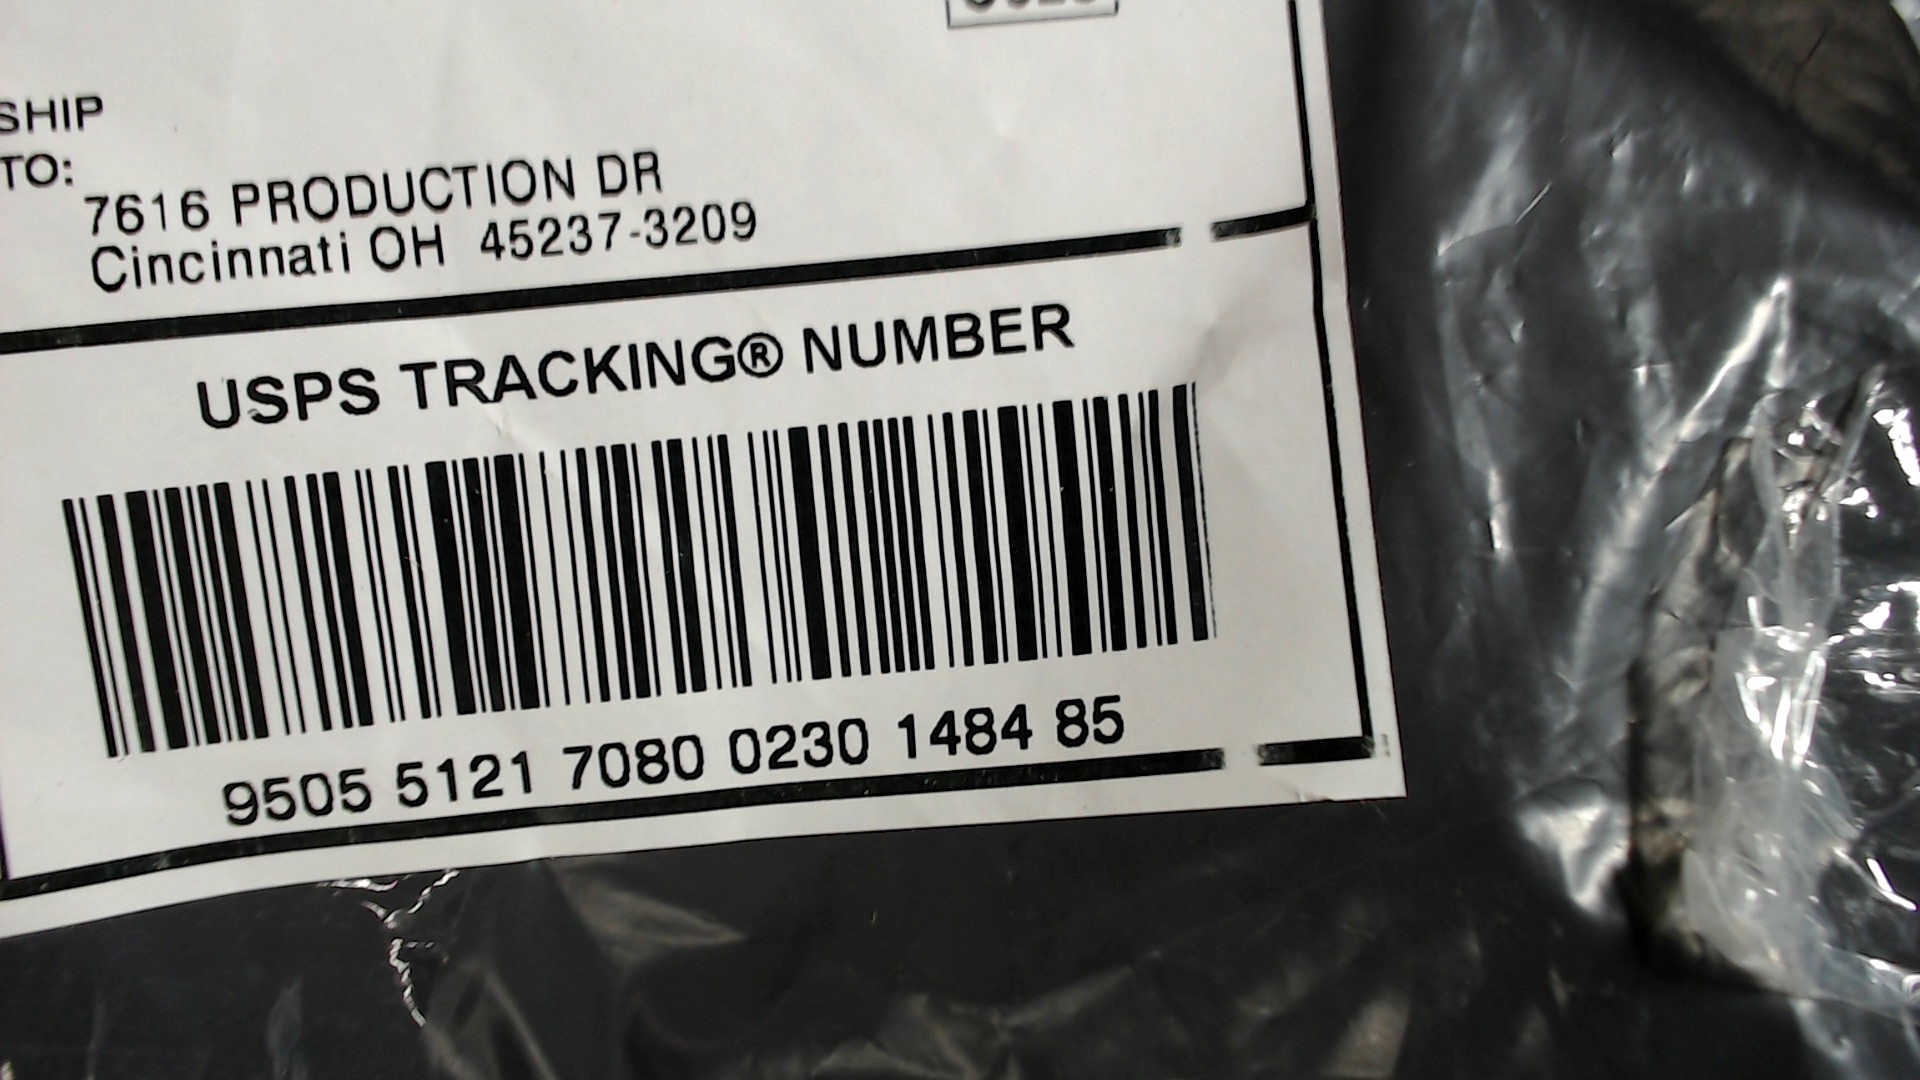 SHIP
TO:
7616 PRODUCTION DR
Cincinnati OH 45237-3209
USPS TRACKING® NUMBER
9505 5121 7080 0230 1484 85